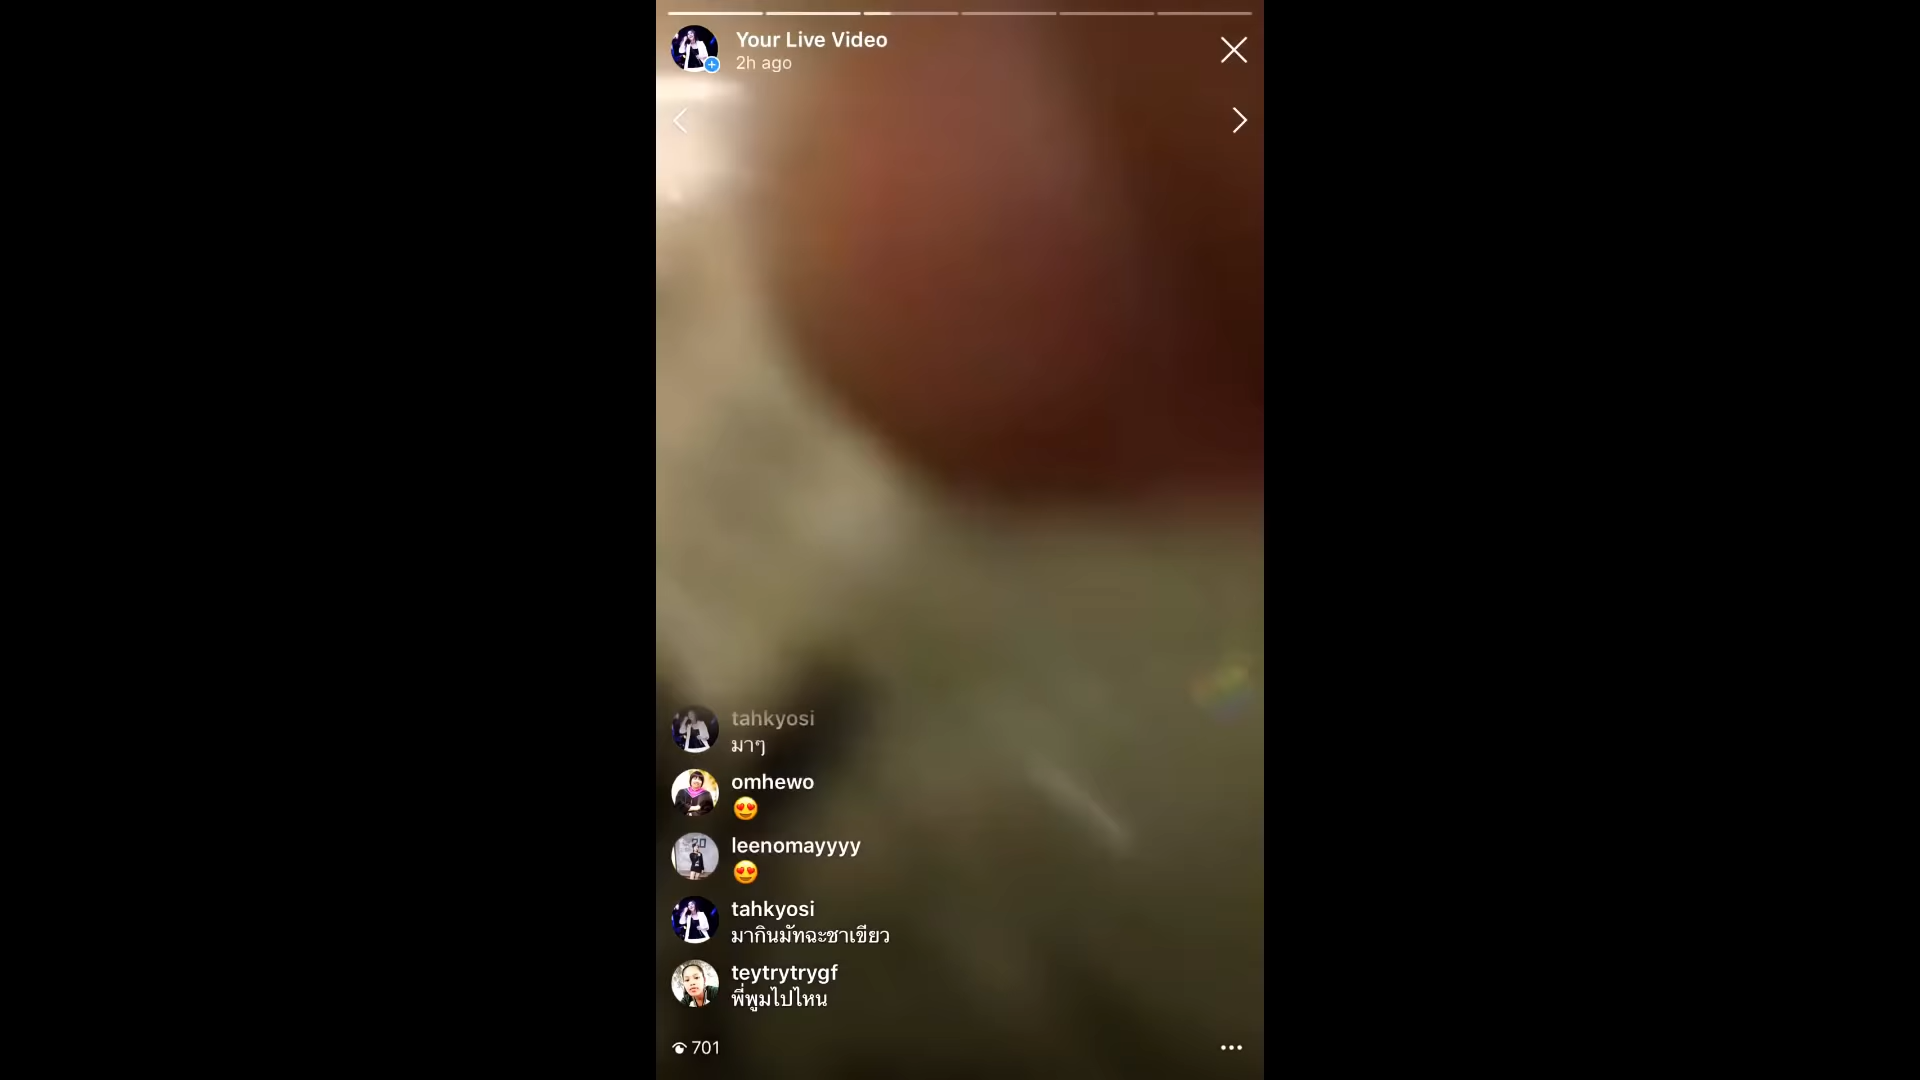 Your Live Video
2h ago
tahkyosi
มาๆ
omhewo
😍
leenomayyyy
😍
tahkyosi
มากินมัทฉะชาเขียว
teytrytrygf
พี่พูมไปไหน
701